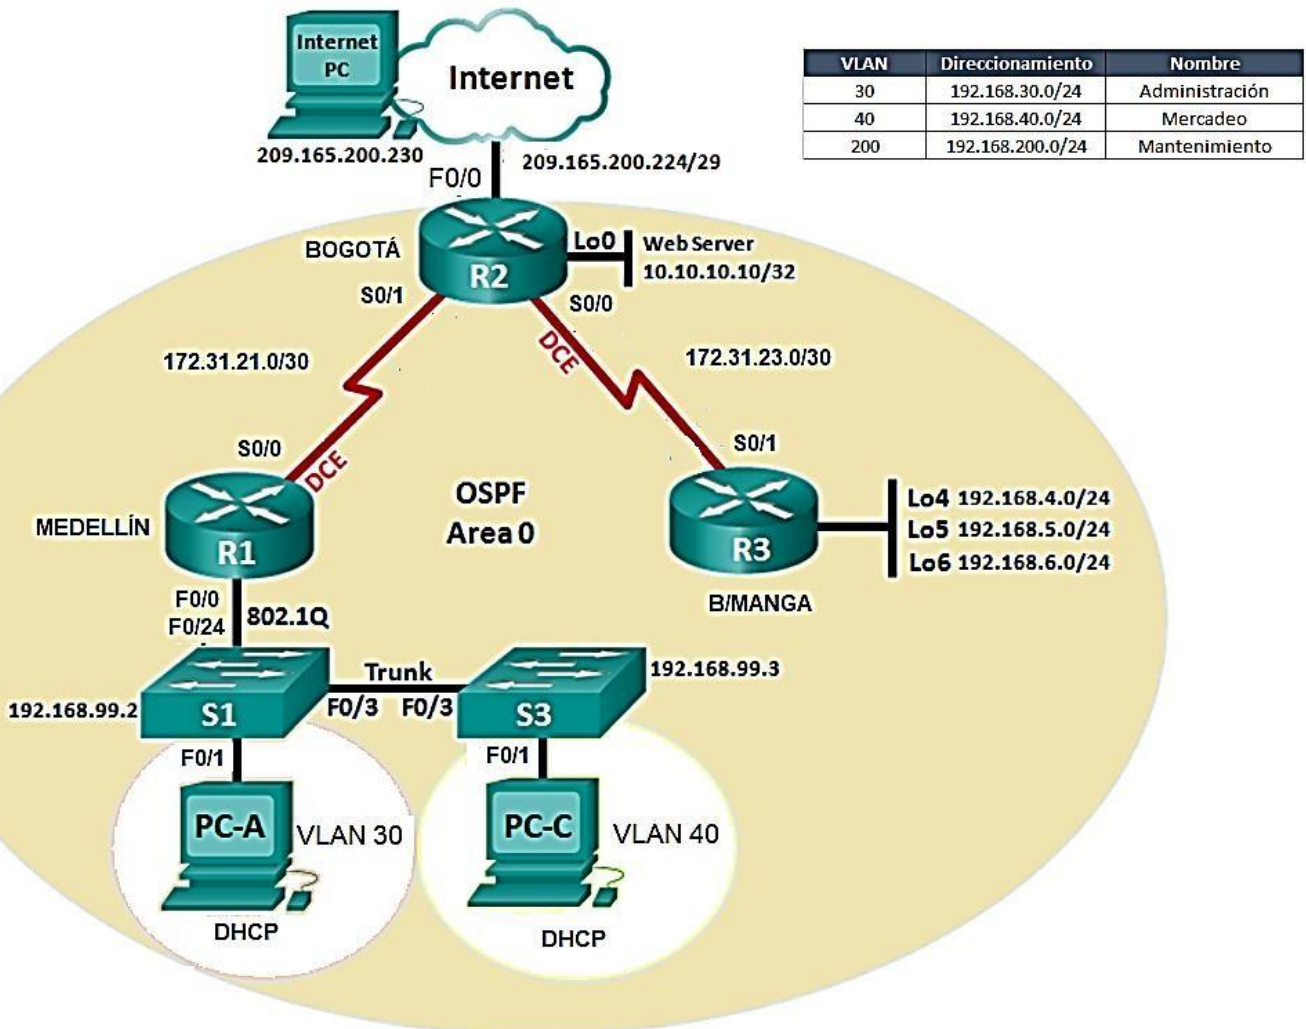 Internet
PC
Internet
209.165.200.230
F0/0
209.165.200.224/29
VLAN Direccionamiento Nombre
30 192.168.30.0/24 Administración
40 192.168.40.0/24 Mercadeo
200 192.168.200.0/24 Mantenimiento
BOGOTÁ
R2
Lo0
Web Server
10.10.10.10/32
S0/1
S0/0
DCE
172.31.21.0/30
172.31.23.0/30
S0/0
DCE
S0/1
OSPF
Area 0
MEDELLÍN
R1
R3
B/MANGA
Lo4 192.168.4.0/24
Lo5 192.168.5.0/24
Lo6 192.168.6.0/24
F0/0
F0/24
802.1Q
192.168.99.2
S1
Trunk
F0/3 F0/3
S3
192.168.99.3
F0/1
F0/1
PC-A
VLAN 30
DHCP
PC-C
VLAN 40
DHCP